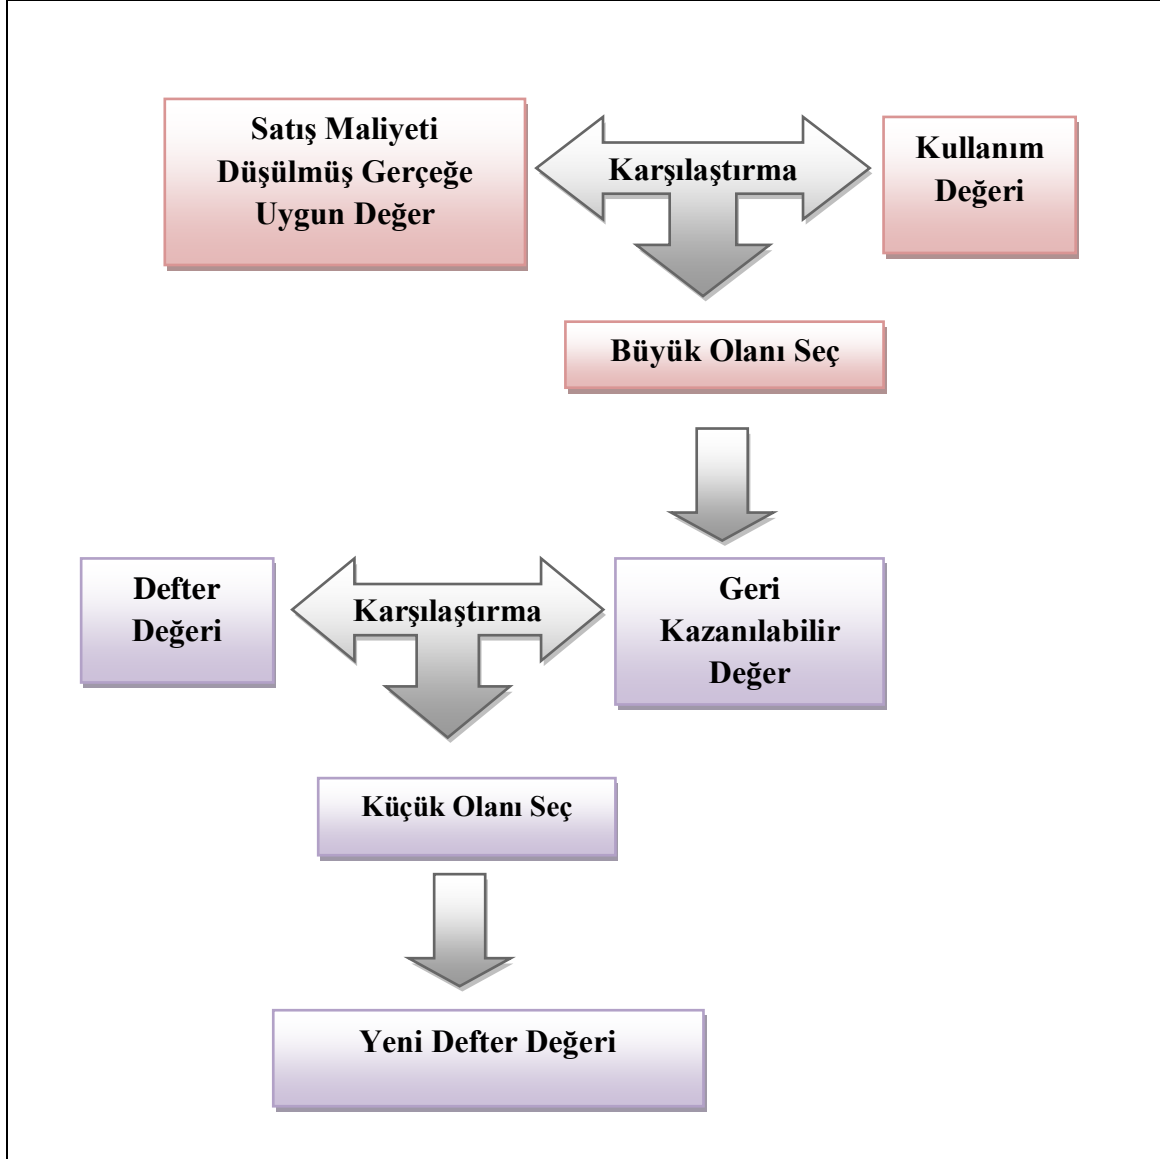 Satış Maliyeti
Düşülmüş Gerçeğe
Uygun Değer
Karşılaştırma
Kullanım
Değeri
Büyük Olanı Seç
Defter
Değeri
Karşılaştırma
Geri
Kazanılabilir
Değer
Küçük Olanı Seç
Yeni Defter Değeri